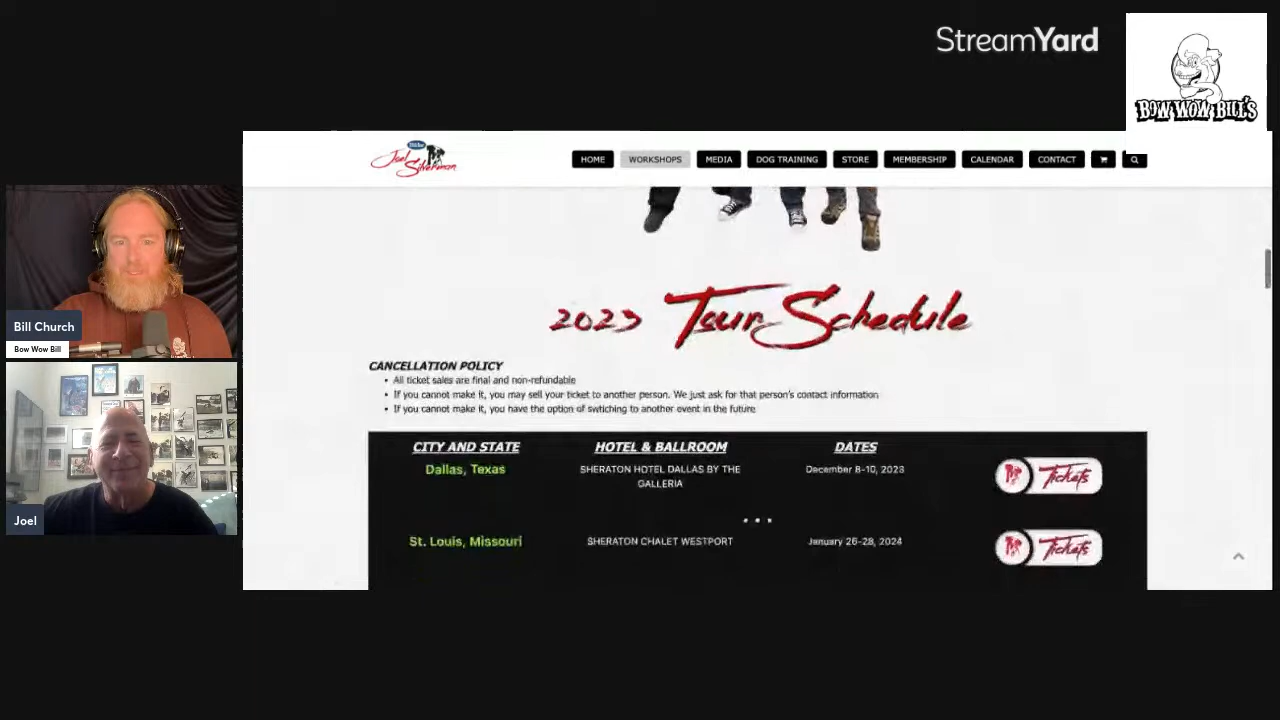 StreamYard
BOW WOW BILL'S
Joel Silverman
HOME WORKSHOPS MEDIA DOG TRAINING STORE MEMBERSHIP CALENDAR CONTACT
2023 Tour Schedule
Bill Church
Bow Wow Bill
CANCELLATION POLICY
• All ticket sales are final and non-refundable
• If you cannot make it, you may sell your ticket to another person. We just ask for that person's contact information
• If you cannot make it, you have the option of swtiching to another event in the future
CITY AND STATE HOTEL & BALLROOM DATES
Dallas, Texas SHERATON HOTEL DALLAS BY THE December 8-10, 2023 Tickets
GALLERIA
Joel
St. Louis, Missouri SHERATON CHALET WESTPORT January 26-28, 2024 Tickets